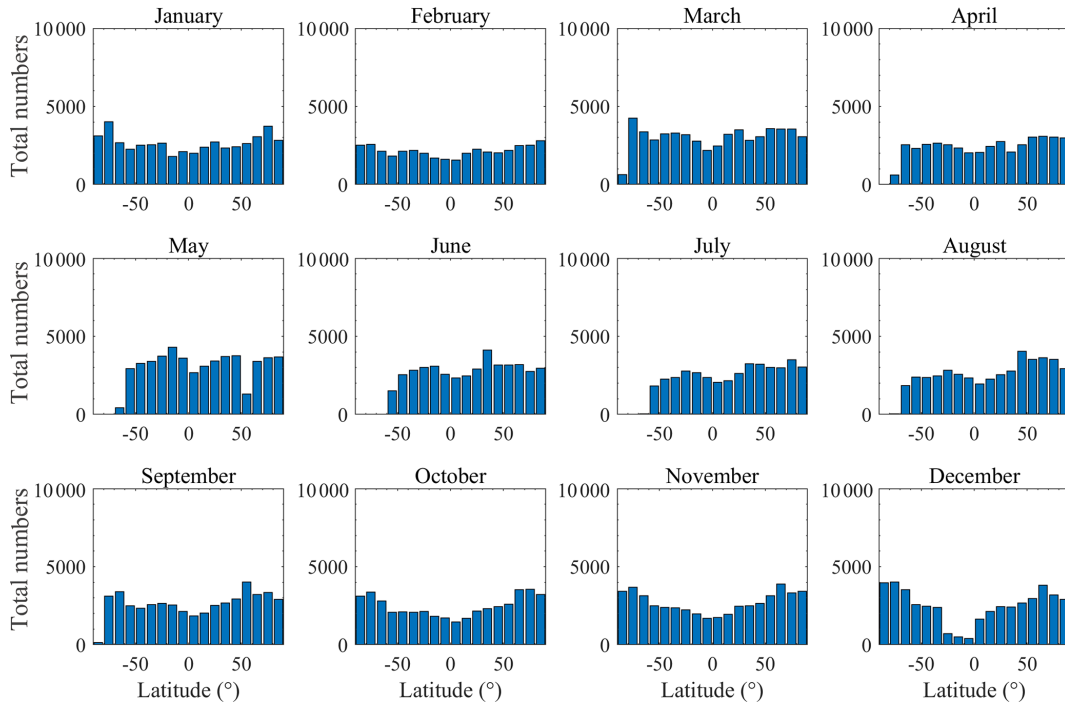 January February March April
Total numbers
10 000 10 000 10 000 10 000
5000 5000 5000 5000
0 0 0 0
-50 0 50 -50 0 50 -50 0 50 -50 0 50
May June July August
Total numbers
10 000 10 000 10 000 10 000
5000 5000 5000 5000
0 0 0 0
-50 0 50 -50 0 50 -50 0 50 -50 0 50
September October November December
Total numbers
10 000 10 000 10 000 10 000
5000 5000 5000 5000
0 0 0 0
-50 0 50 -50 0 50 -50 0 50 -50 0 50
Latitude (°) Latitude (°) Latitude (°) Latitude (°)